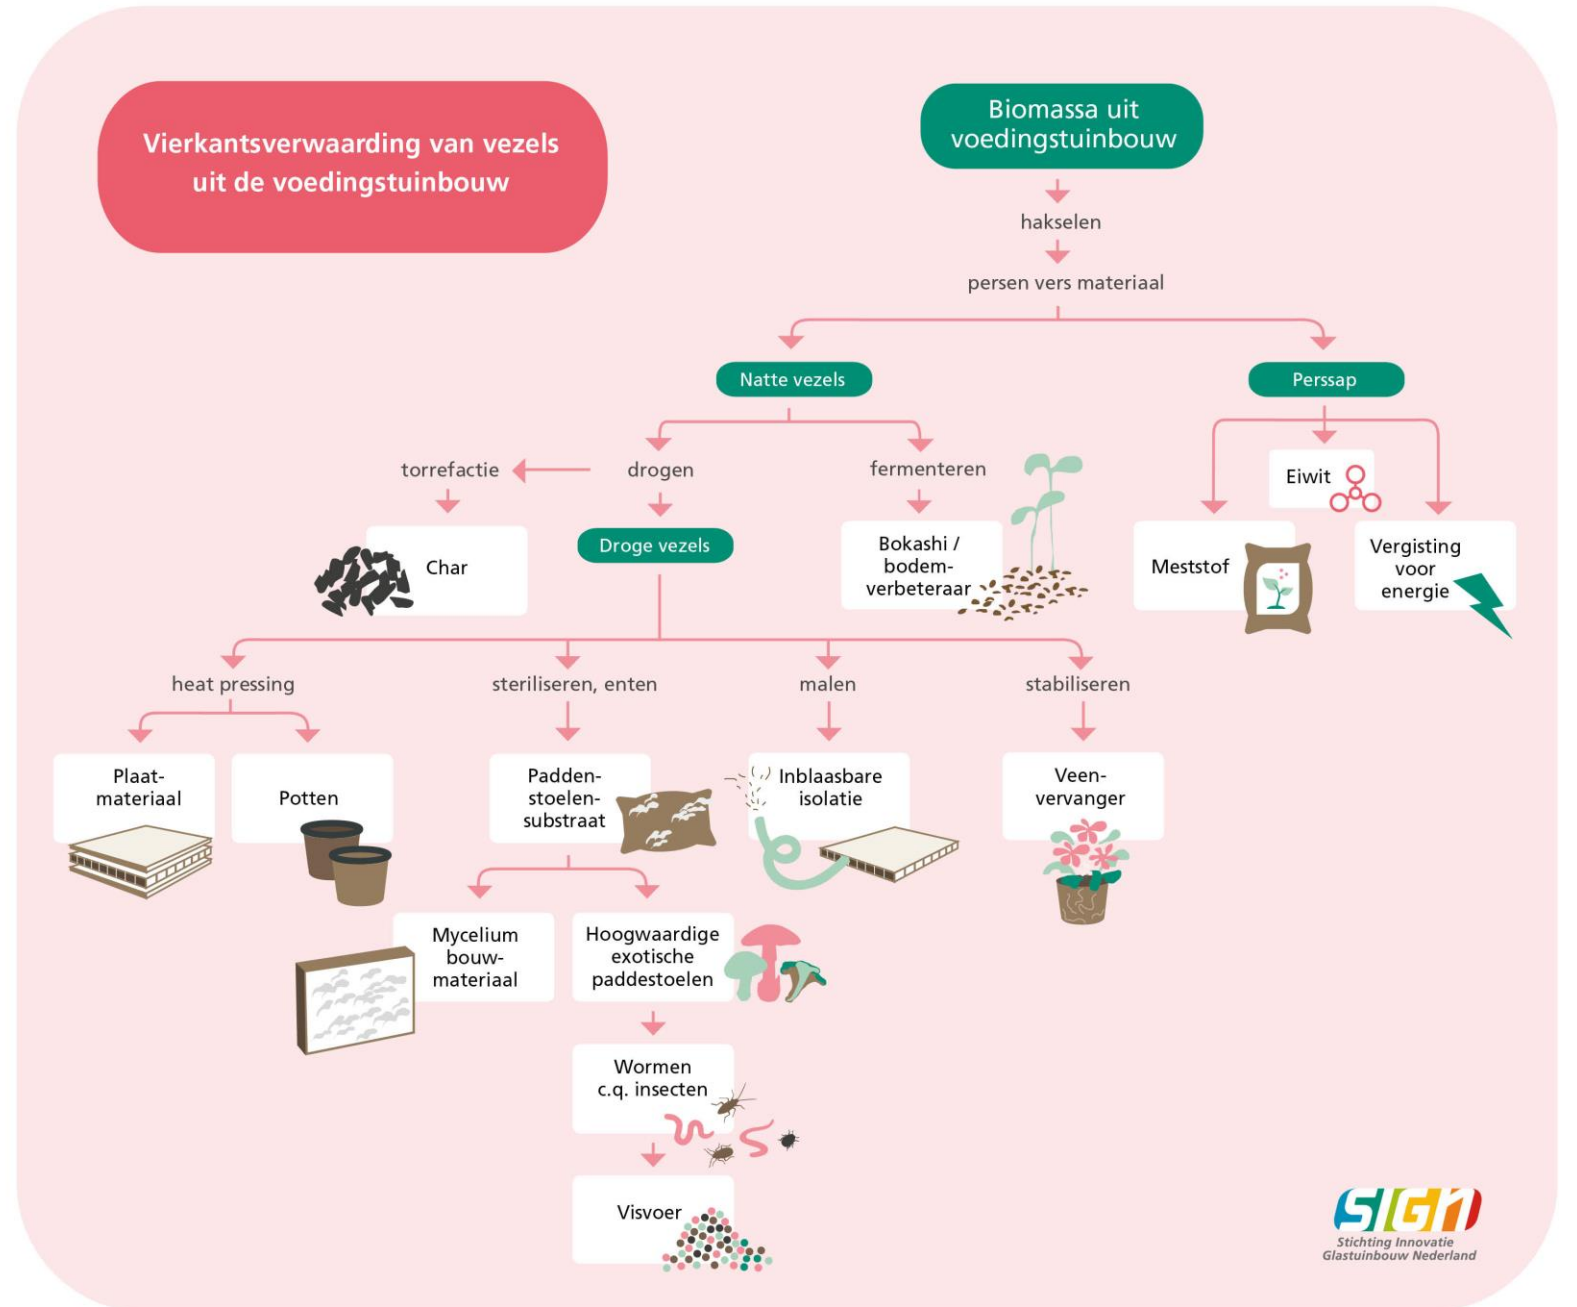 Vierkantsverwaarding van vezels
uit de voedingstuinbouw
Biomassa uit
voedingstuinbouw
hakselen
persen vers materiaal
Natte vezels
Perssap
torrefactie
drogen
fermenteren
Eiwit
Char
Droge vezels
Bokashi /
bodem-
verbeteraar
Meststof
Vergisting
voor
energie
heat pressing
steriliseren, enten
malen
stabiliseren
Plaat-
materiaal
Potten
Padden-
stoelen-
substraat
Inblaasbare
isolatie
Veen-
vervanger
Mycelium
bouw-
materiaal
Hoogwaardige
exotische
paddestoelen
Wormen
c.q. insecten
Visvoer
SIGN
Stichting Innovatie
Glastuinbouw Nederland